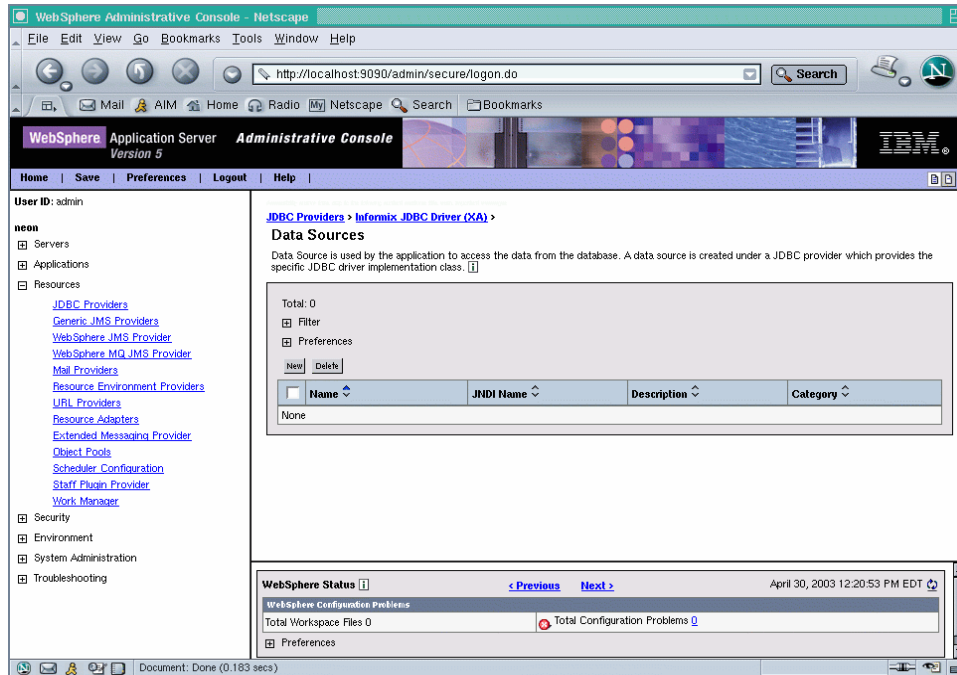 WebSphere Administrative Console - Netscape
File Edit View Go Bookmarks Tools Window Help
http://localhost:9090/admin/secure/logon.do Search N
Mail AIM Home Radio My Netscape Search Bookmarks
WebSphere Application Server Administrative Console
Version 5
IBM®
Home | Save | Preferences | Logout | Help |
User ID: admin
neon
Servers
Applications
Resources
JDBC Providers
Generic JMS Providers
WebSphere JMS Provider
WebSphere MQ JMS Provider
Mail Providers
Resource Environment Providers
URL Providers
Resource Adapters
Extended Messaging Provider
Object Pools
Scheduler Configuration
Staff Plugin Provider
Work Manager
Security
Environment
System Administration
Troubleshooting
JDBC Providers > Informix JDBC Driver (XA) >
Data Sources
Data Source is used by the application to access the data from the database. A data source is created under a JDBC provider which provides the
specific JDBC driver implementation class. i
Total: 0
Filter
Preferences
New Delete
Name JNDI Name Description Category
None
WebSphere Status i < Previous Next > April 30, 2003 12:20:53 PM EDT
WebSphere Configuration Problems
Total Workspace Files 0 Total Configuration Problems 0
Preferences
Document: Done (0.183 secs)